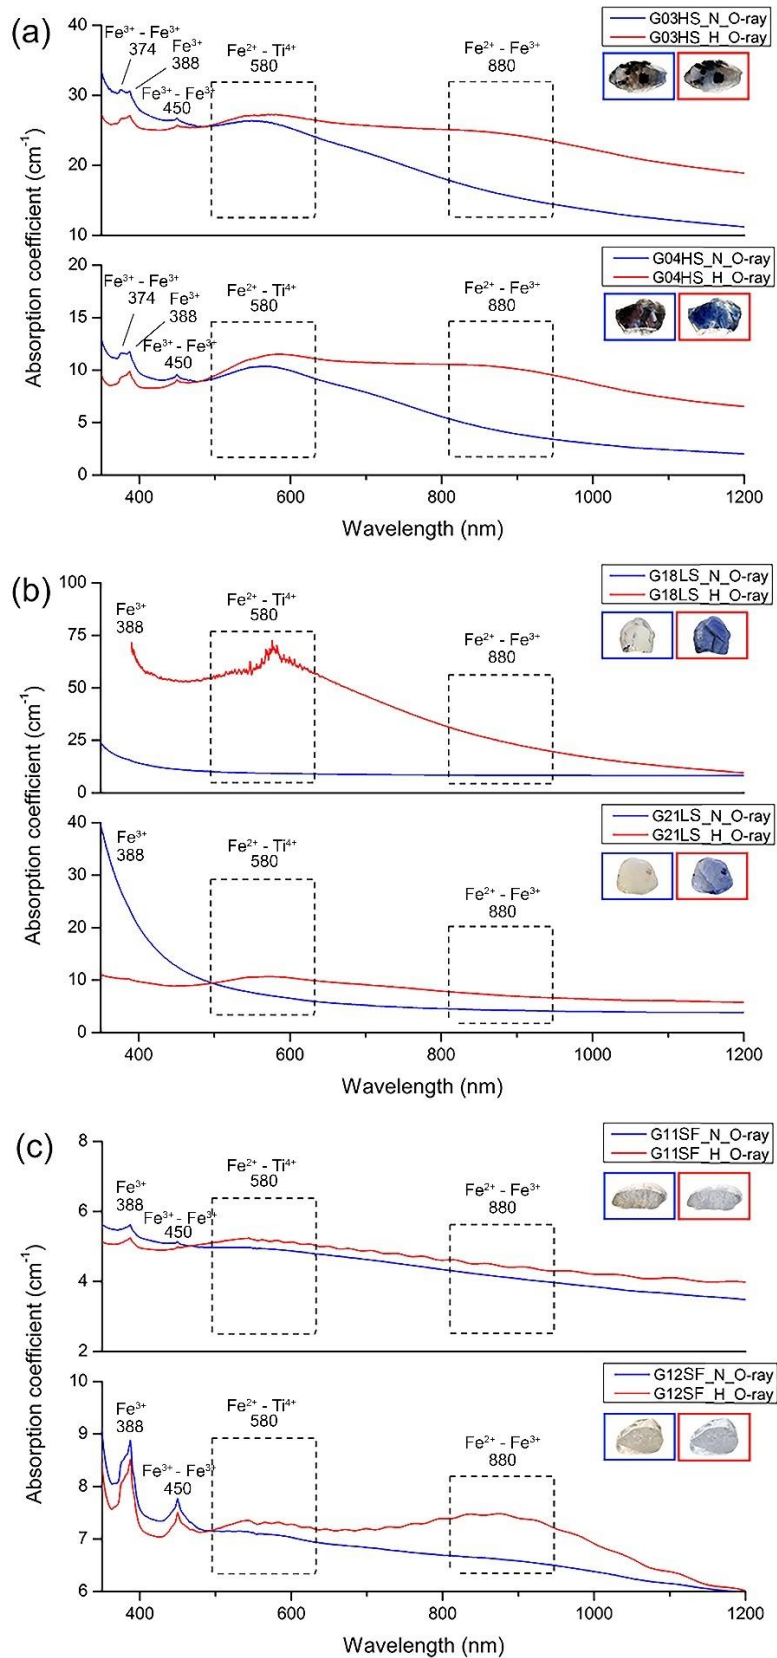 (a)
G03HS_N_O-ray
G03HS_H_O-ray
Fe³⁺ - Fe³⁺
374
Fe³⁺
388
Fe³⁺ - Fe³⁺
450
Fe²⁺ - Ti⁴⁺
580
Fe²⁺ - Fe³⁺
880
40
30
20
10
G04HS_N_O-ray
G04HS_H_O-ray
Fe³⁺ - Fe³⁺
374
Fe³⁺
388
Fe³⁺ - Fe³⁺
450
Fe²⁺ - Ti⁴⁺
580
Fe²⁺ - Fe³⁺
880
20
15
10
5
0
Absorption coefficient (cm⁻¹)
400 600 800 1000 1200
Wavelength (nm)
(b)
G18LS_N_O-ray
G18LS_H_O-ray
Fe³⁺
388
Fe²⁺ - Ti⁴⁺
580
Fe²⁺ - Fe³⁺
880
100
75
50
25
0
G21LS_N_O-ray
G21LS_H_O-ray
Fe³⁺
388
Fe²⁺ - Ti⁴⁺
580
Fe²⁺ - Fe³⁺
880
40
30
20
10
0
Absorption coefficient (cm⁻¹)
400 600 800 1000 1200
Wavelength (nm)
(c)
G11SF_N_O-ray
G11SF_H_O-ray
Fe³⁺
388
Fe³⁺ - Fe³⁺
450
Fe²⁺ - Ti⁴⁺
580
Fe²⁺ - Fe³⁺
880
8
6
4
2
G12SF_N_O-ray
G12SF_H_O-ray
Fe³⁺
388
Fe³⁺ - Fe³⁺
450
Fe²⁺ - Ti⁴⁺
580
Fe²⁺ - Fe³⁺
880
10
9
8
7
6
Absorption coefficient (cm⁻¹)
400 600 800 1000 1200
Wavelength (nm)